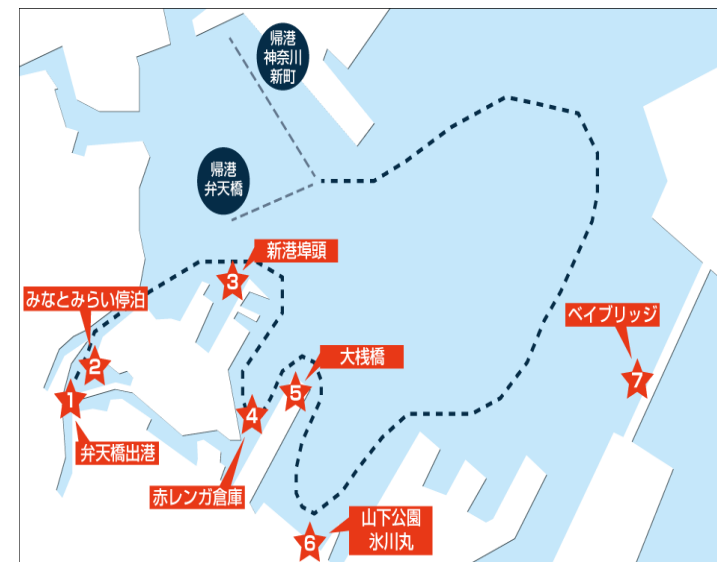 帰港
神奈川
新町
帰港
弁天橋
新港埠頭
3
みなとみらい停泊
2
1
弁天橋出港
大桟橋
5
4
赤レンガ倉庫
ベイブリッジ
7
山下公園
氷川丸
6